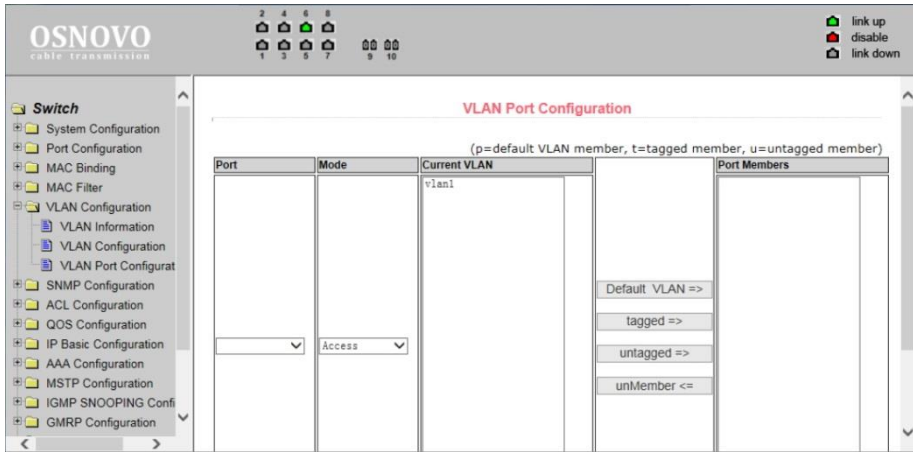 OSNOVO
cable transmission
2 4 6 8
1 3 5 7 9 10
link up
disable
link down
Switch
System Configuration
Port Configuration
MAC Binding
MAC Filter
VLAN Configuration
VLAN Information
VLAN Configuration
VLAN Port Configurat
SNMP Configuration
ACL Configuration
QOS Configuration
IP Basic Configuration
AAA Configuration
MSTP Configuration
IGMP SNOOPING Confi
GMRP Configuration
VLAN Port Configuration
(p=default VLAN member, t=tagged member, u=untagged member)
Port Mode Current VLAN Port Members
vlan1
Default VLAN =>
tagged =>
Access
untagged =>
unMember <=